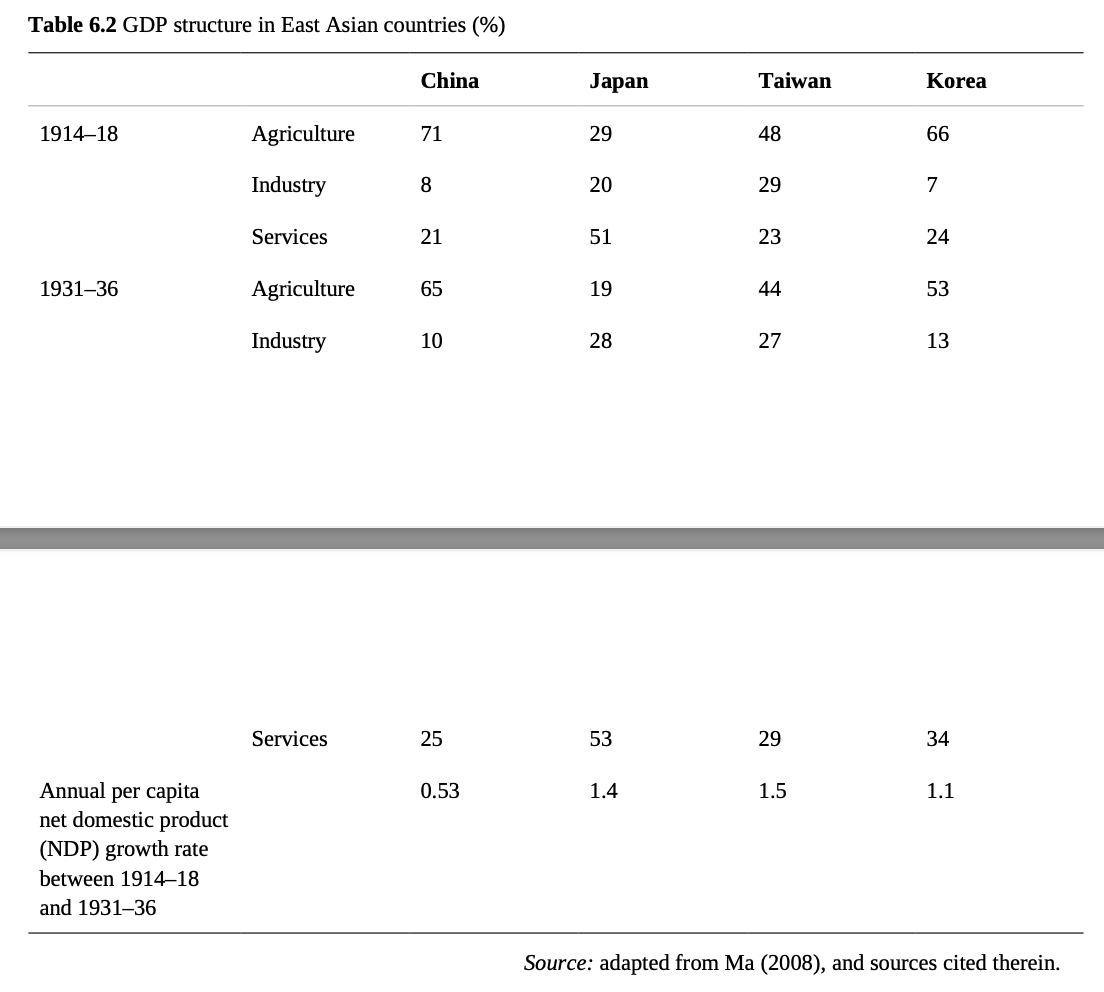 Table 6.2 GDP structure in East Asian countries (%)
China Japan Taiwan Korea
1914–18 Agriculture 71 29 48 66
Industry 8 20 29 7
Services 21 51 23 24
1931–36 Agriculture 65 19 44 53
Industry 10 28 27 13
Services 25 53 29 34
Annual per capita 0.53 1.4 1.5 1.1
net domestic product
(NDP) growth rate
between 1914–18
and 1931–36
Source: adapted from Ma (2008), and sources cited therein.